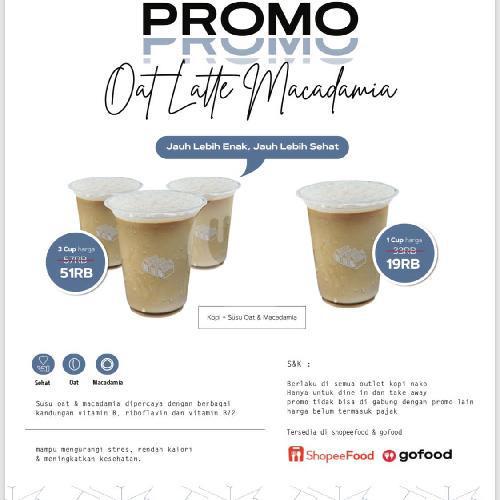 PROMO
PROMO
Oat Latte Macadamia
Jauh Lebih Enak, Jauh Lebih Sehat
3 Cup harga
57RB
51RB
1 Cup harga
33RB
19RB
Kopi + Susu Oat & Macadamia
Sehat Oat Macadamia
Susu oat & macadamia dipercaya dengan berbagai
kandungan vitamin B, riboflavin dan vitamin B/2
mampu mengurangi stres, rendah kalori
& meningkatkan kesehatan.
S&K :
Berlaku di semua outlet kopi nako
Hanya untuk dine in dan take away
promo tidak bisa di gabung dengan promo lain
harga belum termasuk pajak
Tersedia di shopeefood & gofood
ShopeeFood gofood